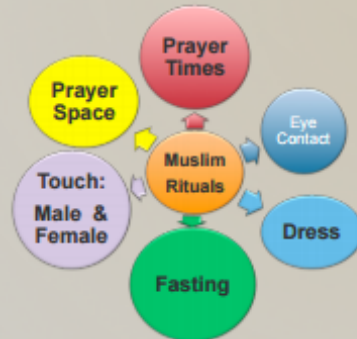 Prayer
Times
Prayer
Space
Eye
Contact
Muslim
Rituals
Touch:
Male &
Female
Dress
Fasting